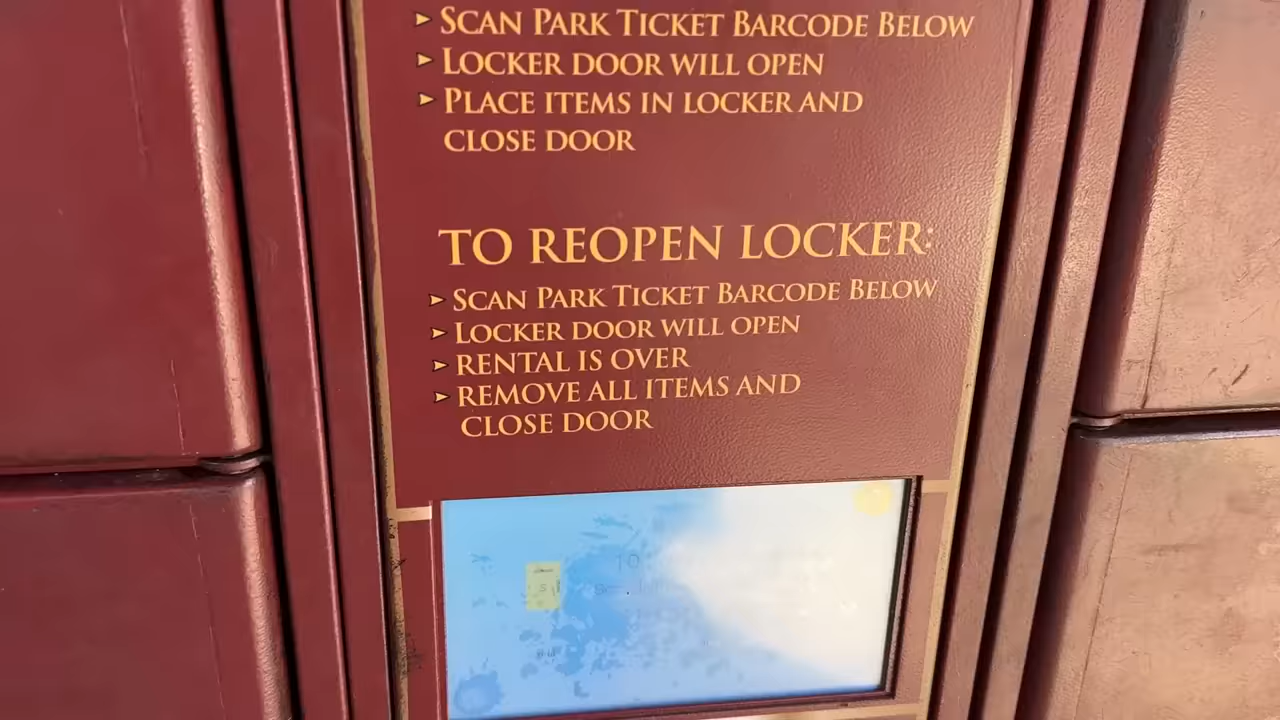 ▸ SCAN PARK TICKET BARCODE BELOW
▸ LOCKER DOOR WILL OPEN
▸ PLACE ITEMS IN LOCKER AND
CLOSE DOOR
TO REOPEN LOCKER:
▸ SCAN PARK TICKET BARCODE BELOW
▸ LOCKER DOOR WILL OPEN
▸ RENTAL IS OVER
▸ REMOVE ALL ITEMS AND
CLOSE DOOR